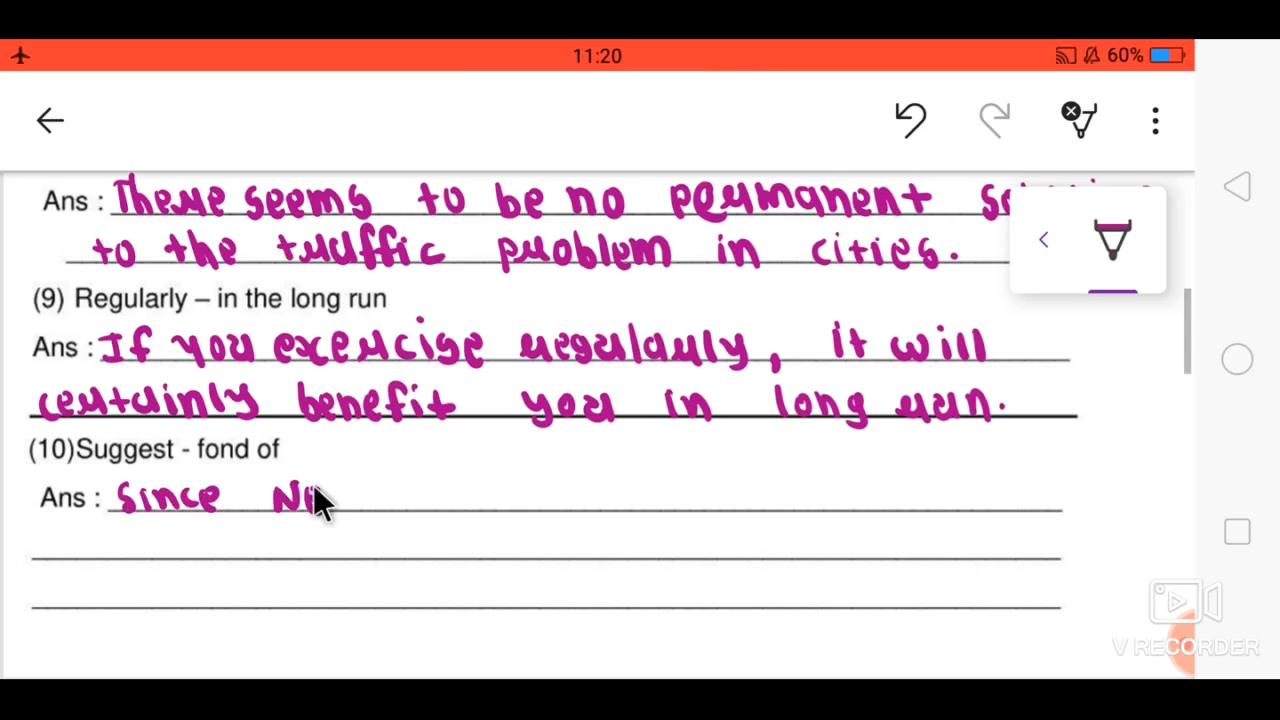 11:20
60%
Ans : There seems to be no permanent
to the traffic problem in cities.
(9) Regularly – in the long run
Ans : If you exercise regularly, it will
certainly benefit you in long run.
(10)Suggest - fond of
Ans : Since
V RECORDER